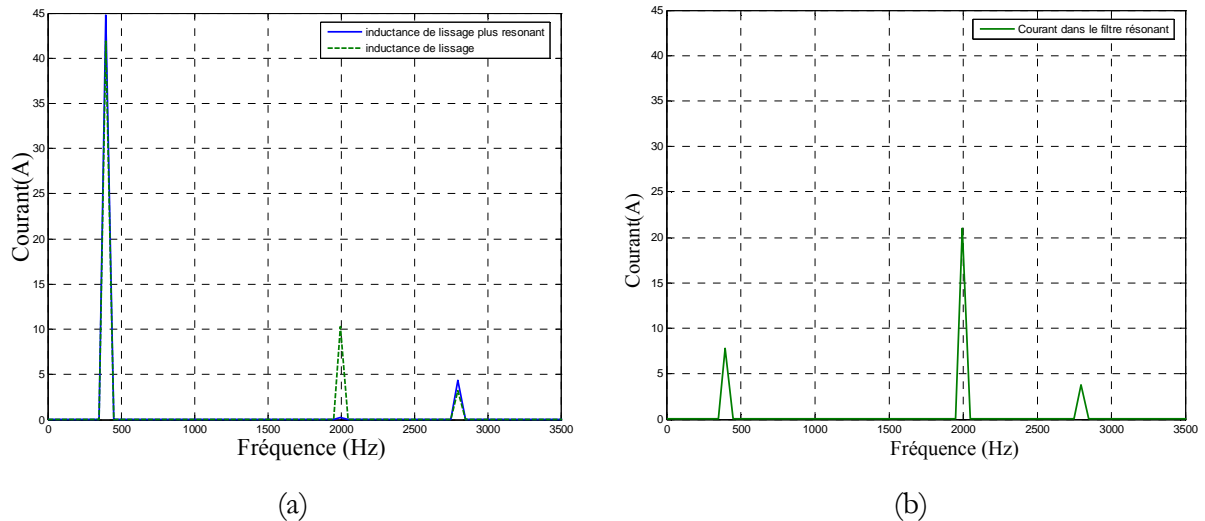 inductance de lissage plus resonant
inductance de lissage
45
40
35
30
25
20
15
10
5
0
Courant(A)
0 500 1000 1500 2000 2500 3000 3500
Fréquence (Hz)
(a)
Courant dans le filtre résonant
45
40
35
30
25
20
15
10
5
0
Courant(A)
0 500 1000 1500 2000 2500 3000 3500
Fréquence (Hz)
(b)